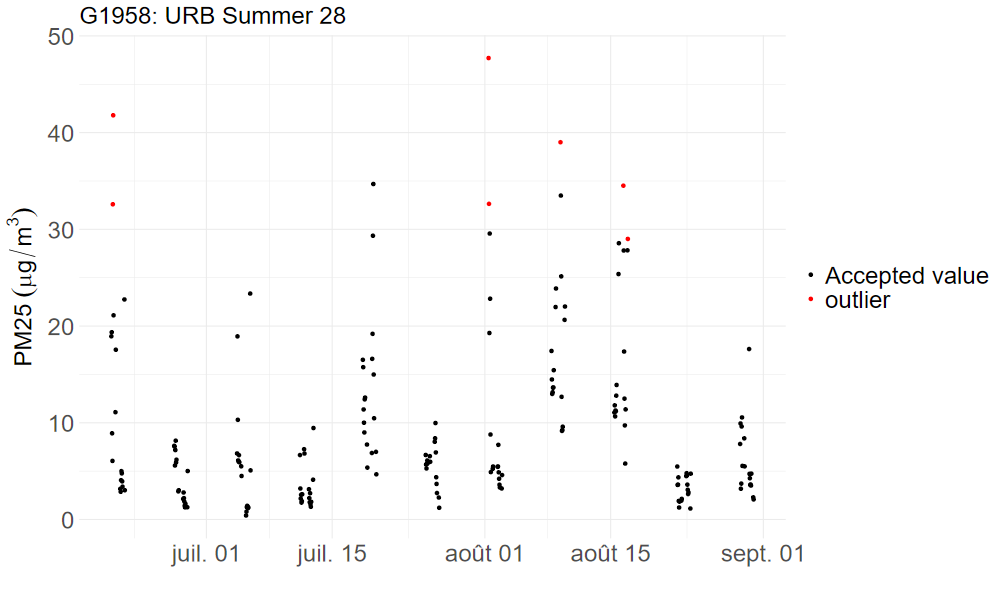 G1958: URB Summer 28
50
40
30
20
10
0
PM25 (μg/m³)
juil. 01
juil. 15
août 01
août 15
sept. 01
Accepted value
outlier